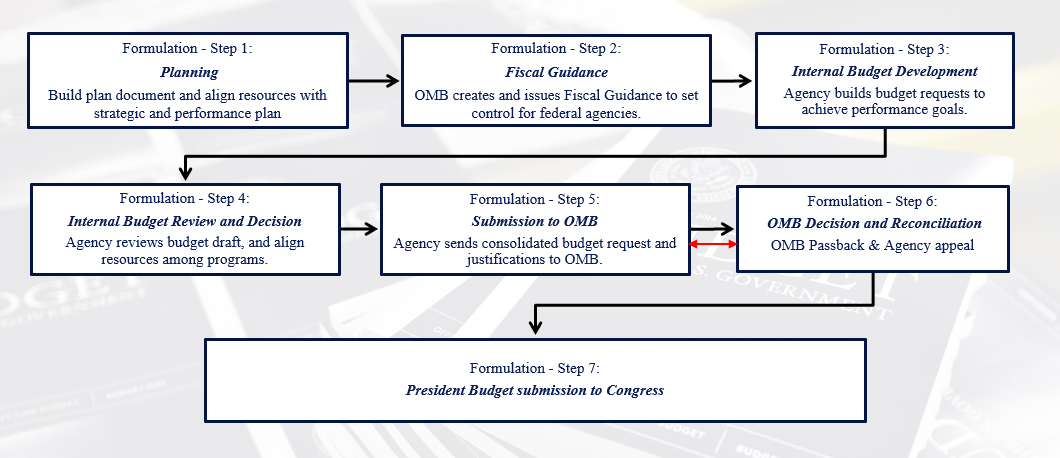 Formulation - Step 1:
Planning
Build plan document and align resources with
strategic and performance plan
Formulation - Step 2:
Fiscal Guidance
OMB creates and issues Fiscal Guidance to set
control for federal agencies.
Formulation - Step 3:
Internal Budget Development
Agency builds budget requests to
achieve performance goals.
Formulation - Step 4:
Internal Budget Review and Decision
Agency reviews budget draft, and align
resources among programs.
Formulation - Step 5:
Submission to OMB
Agency sends consolidated budget request and
justifications to OMB.
Formulation - Step 6:
OMB Decision and Reconciliation
OMB Passback & Agency appeal
Formulation - Step 7:
President Budget submission to Congress